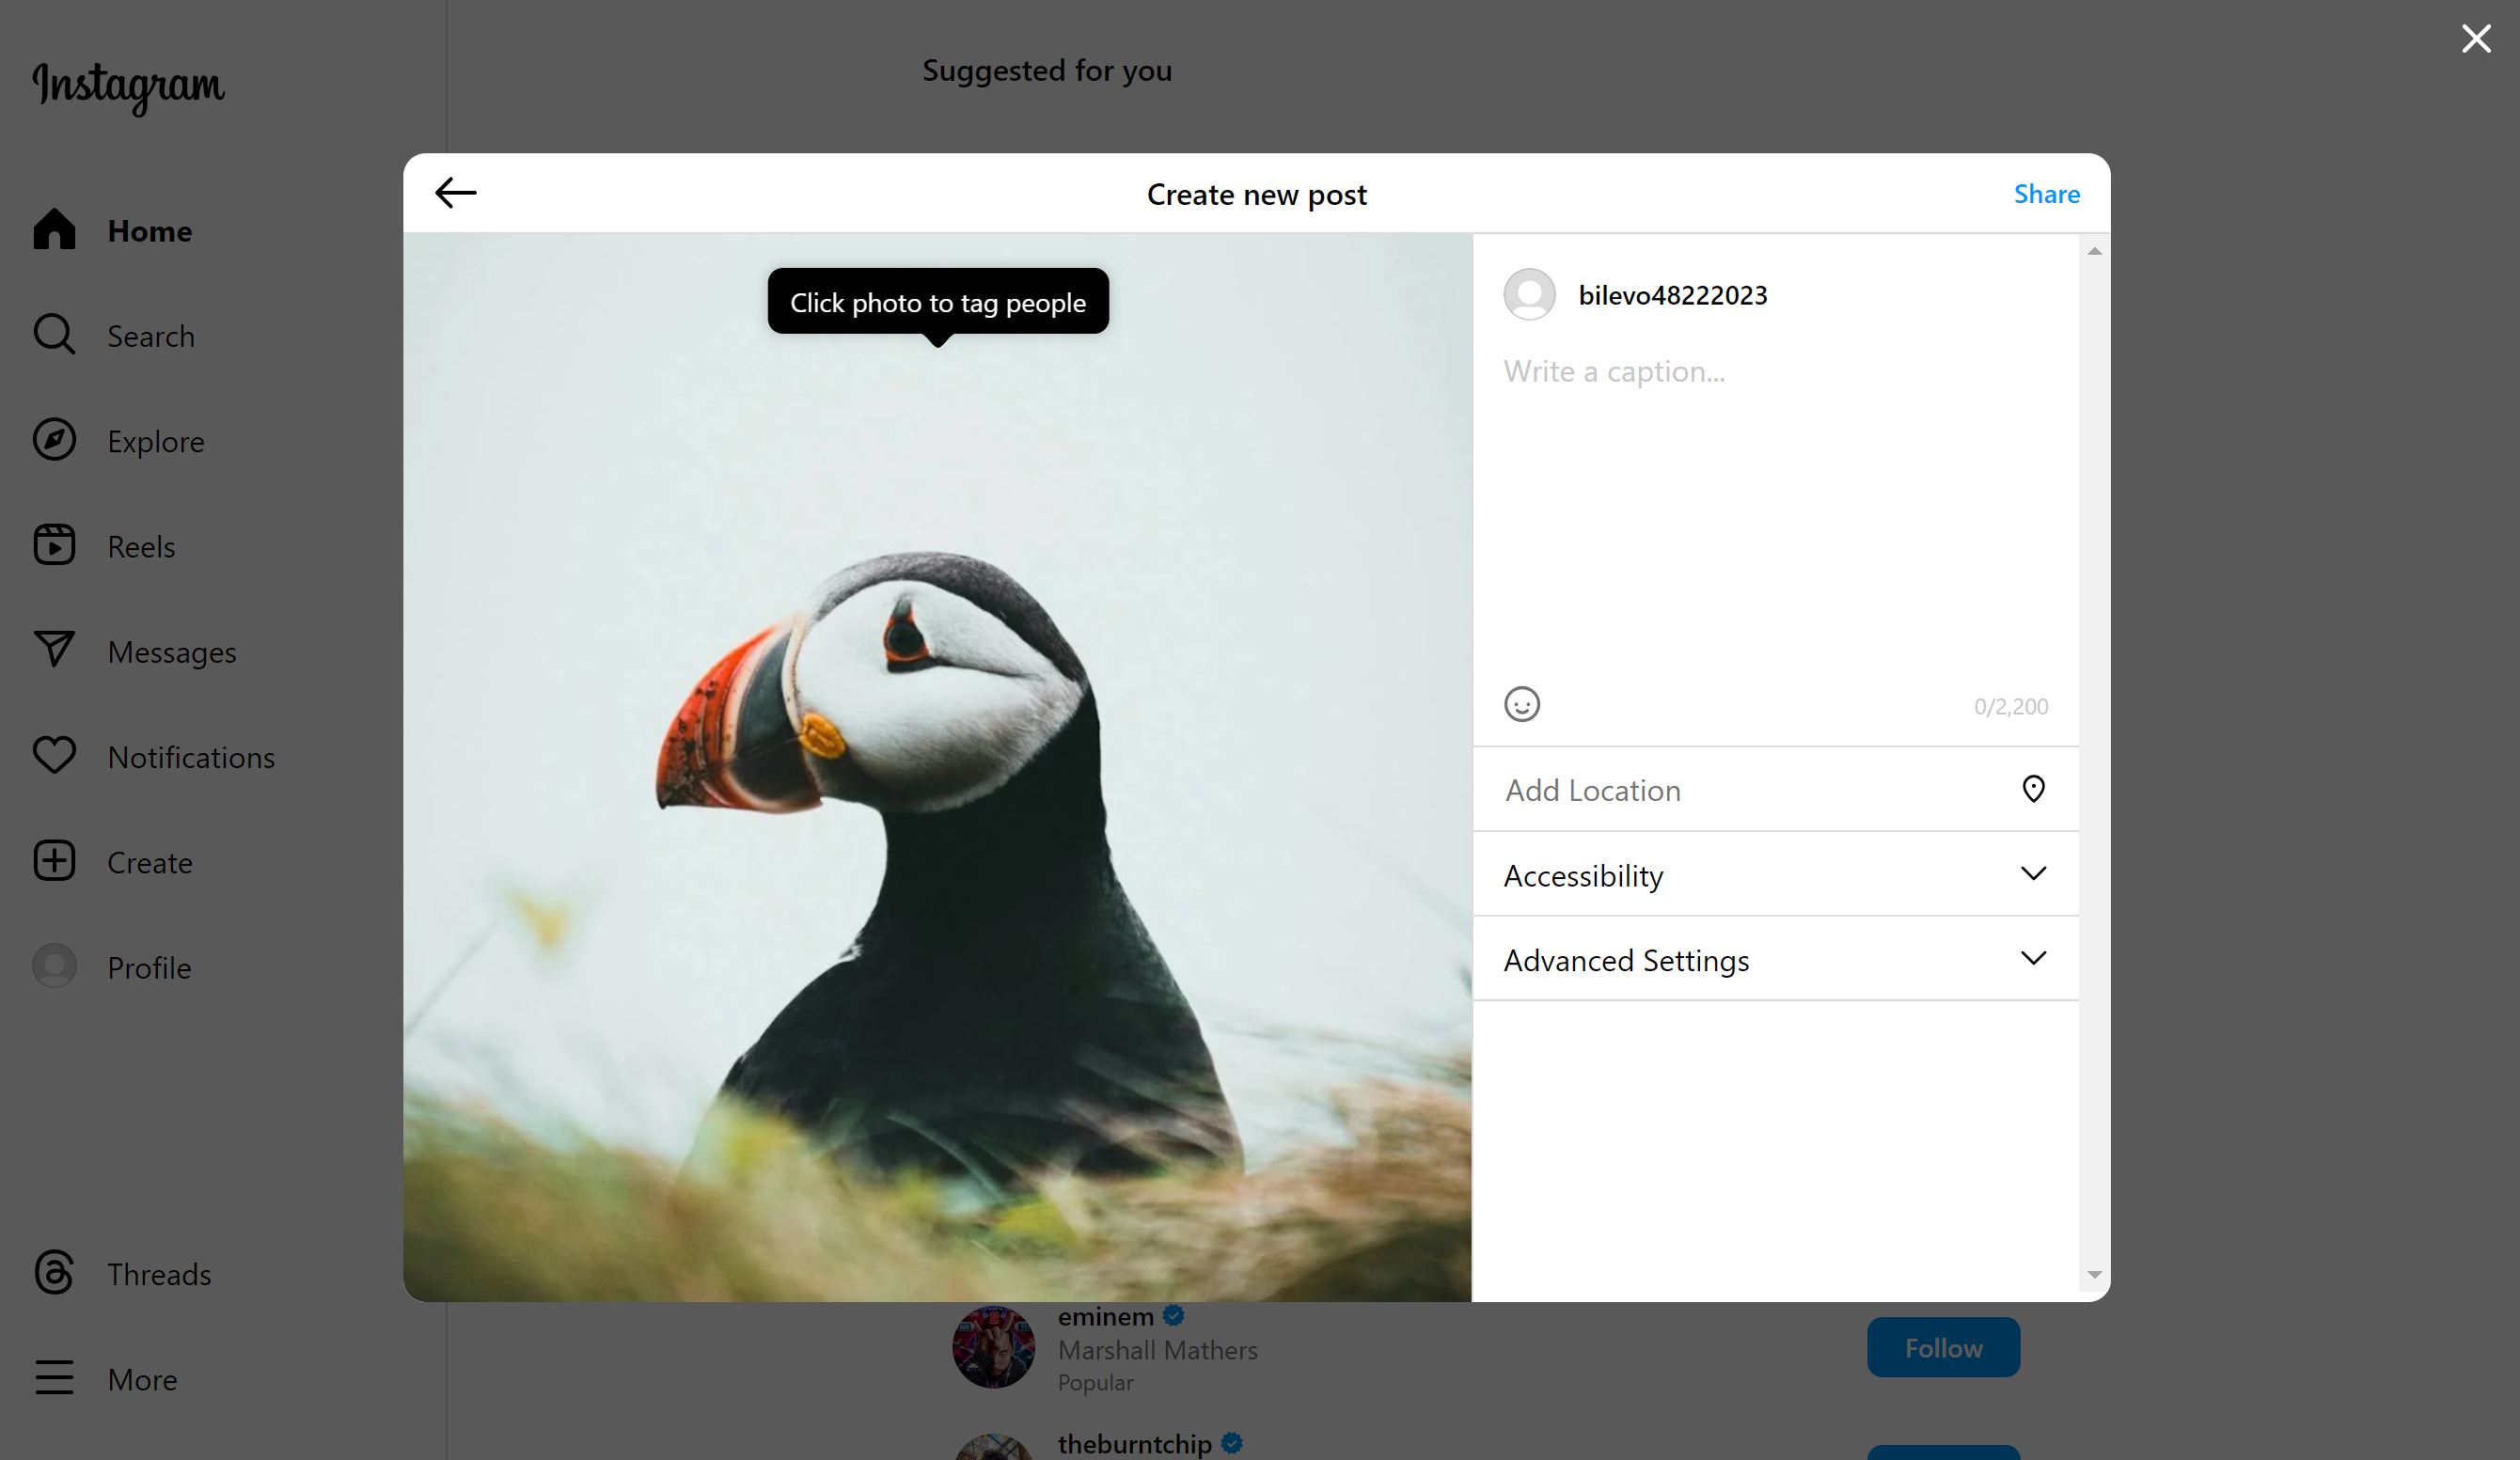 Instagram
Home
Search
Explore
Reels
Messages
Notifications
Create
Profile
Threads
More
Suggested for you
Create new post
Share
Click photo to tag people
bilevo48222023
Write a caption...
0/2,200
Add Location
Accessibility
Advanced Settings
eminem
Marshall Mathers
Popular
Follow
theburntchip